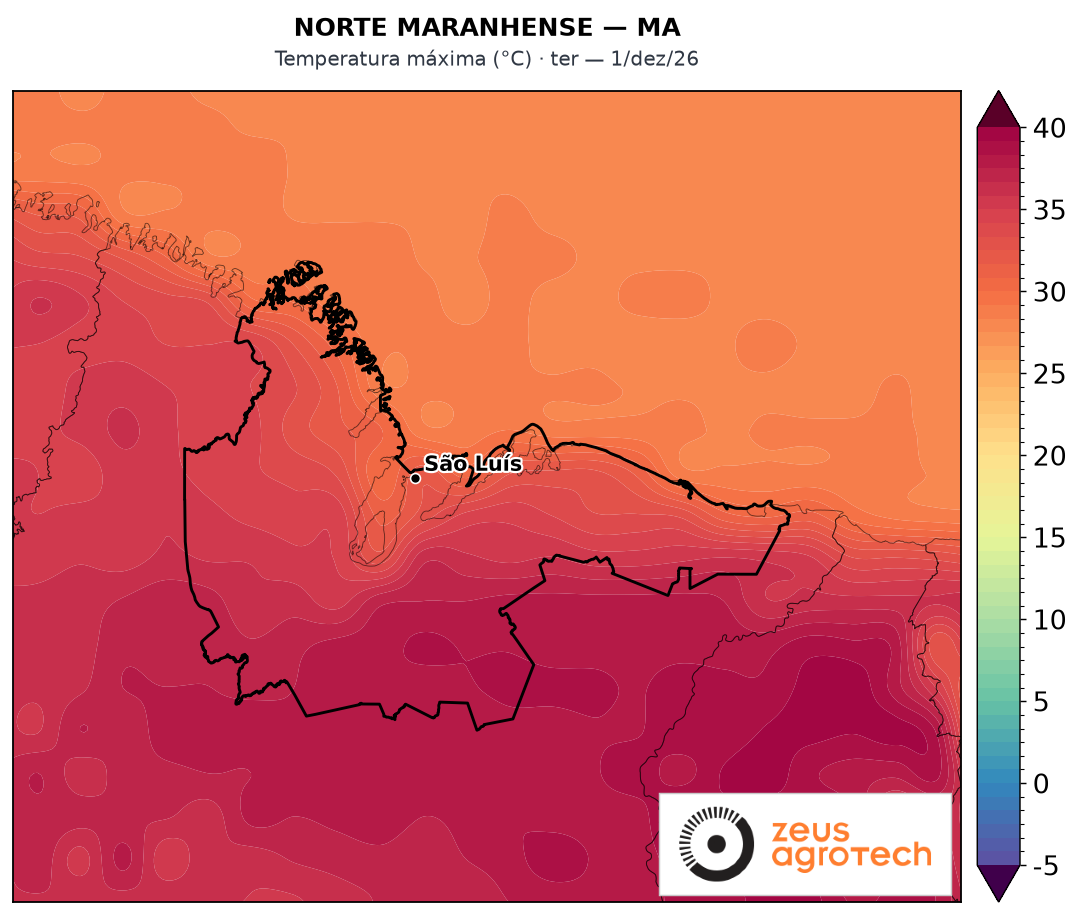 NORTE MARANHENSE — MA
Temperatura máxima (°C) · ter — 1/dez/26
São Luís
40
35
30
25
20
15
10
5
0
-5
zeus
agrotech